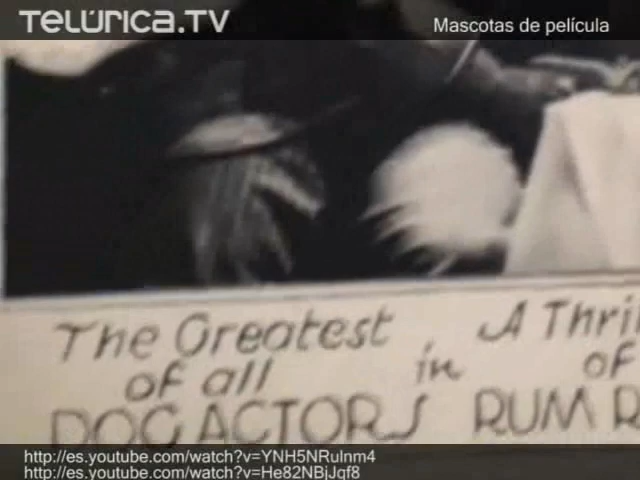 TELÚRICA.TV
Mascotas de película
The Greatest
of all
DOG ACTORS
in
A Thri
of
RUM R
http://es.youtube.com/watch?v=YNH5NRulnm4
http://es.youtube.com/watch?v=He82NBjJqf8